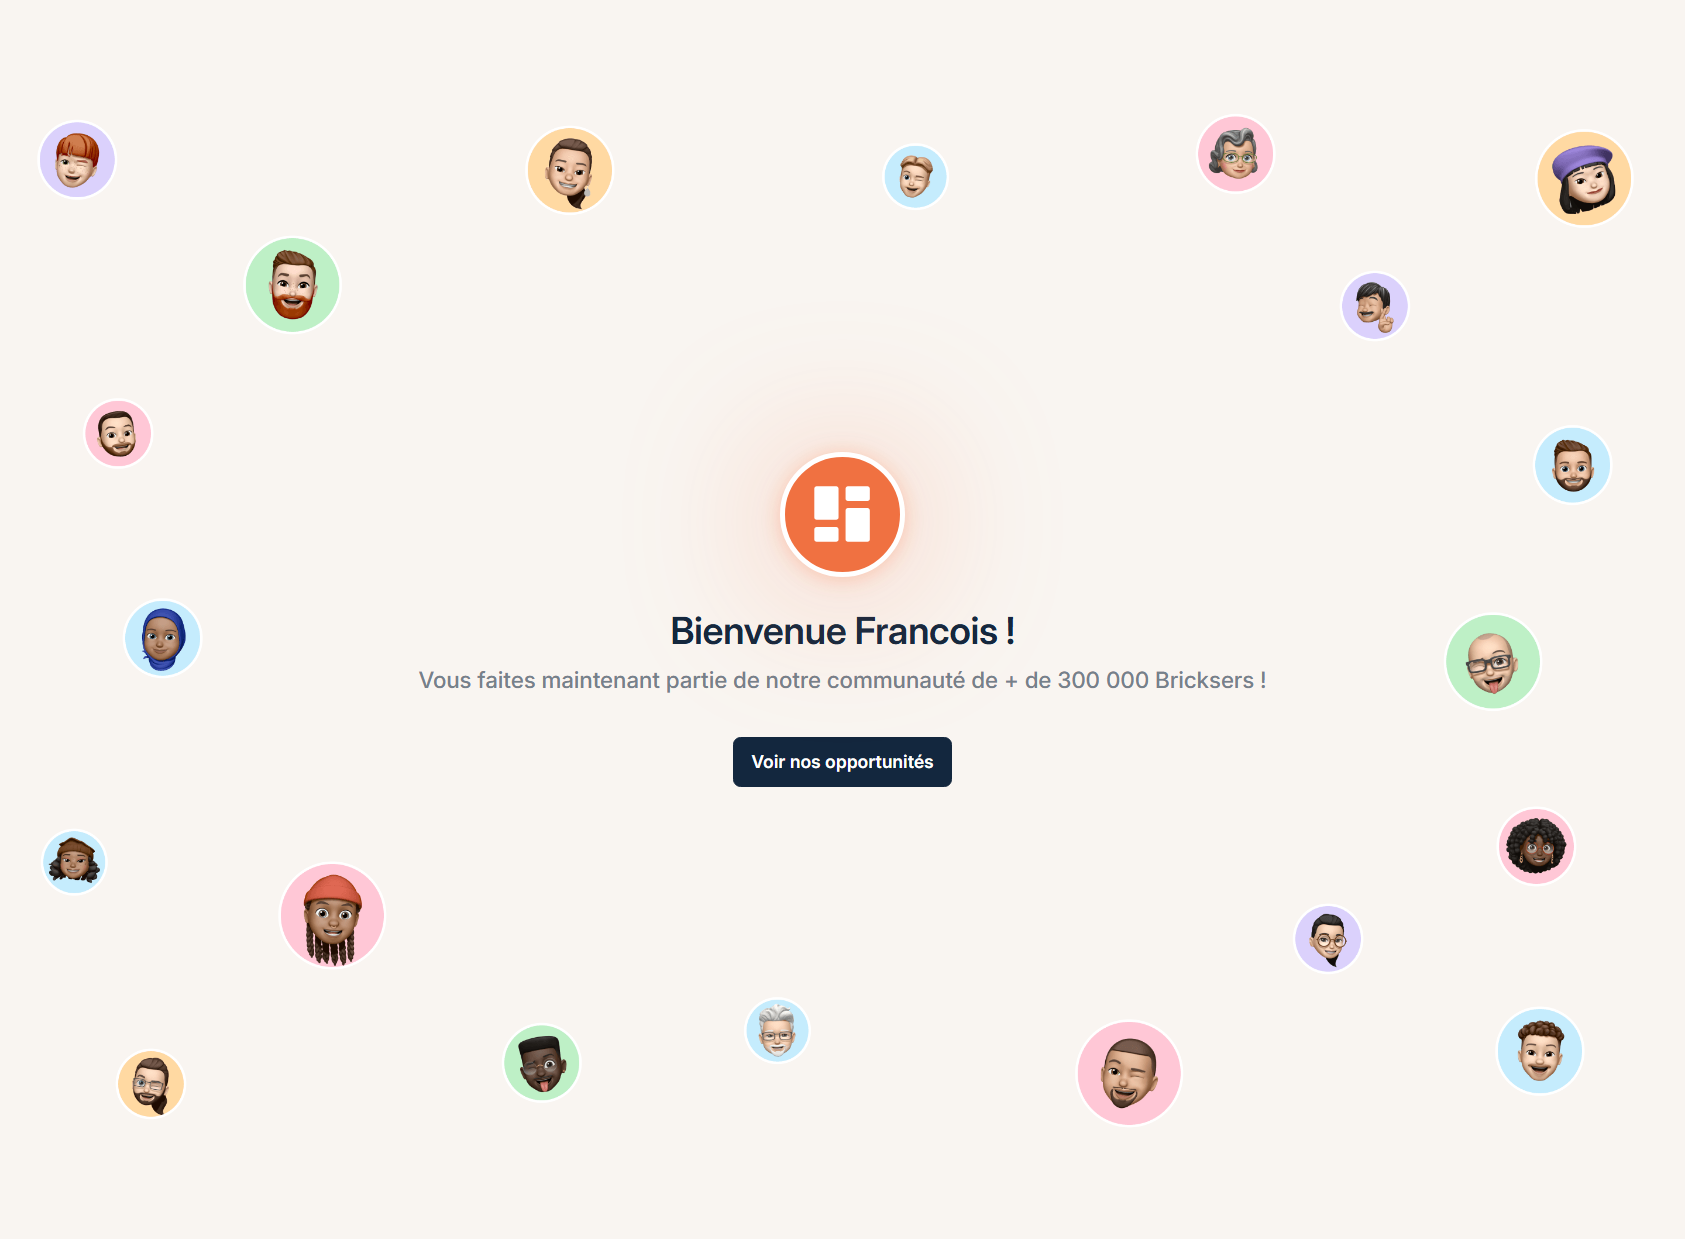 Bienvenue Francois !
Vous faites maintenant partie de notre communauté de + de 300 000 Bricksers !
Voir nos opportunités